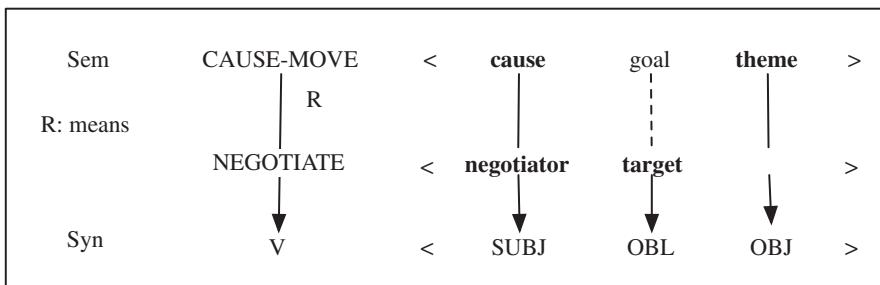 Sem CAUSE-MOVE < cause goal theme >
R
R: means
NEGOTIATE < negotiator target >
Syn V < SUBJ OBL OBJ >